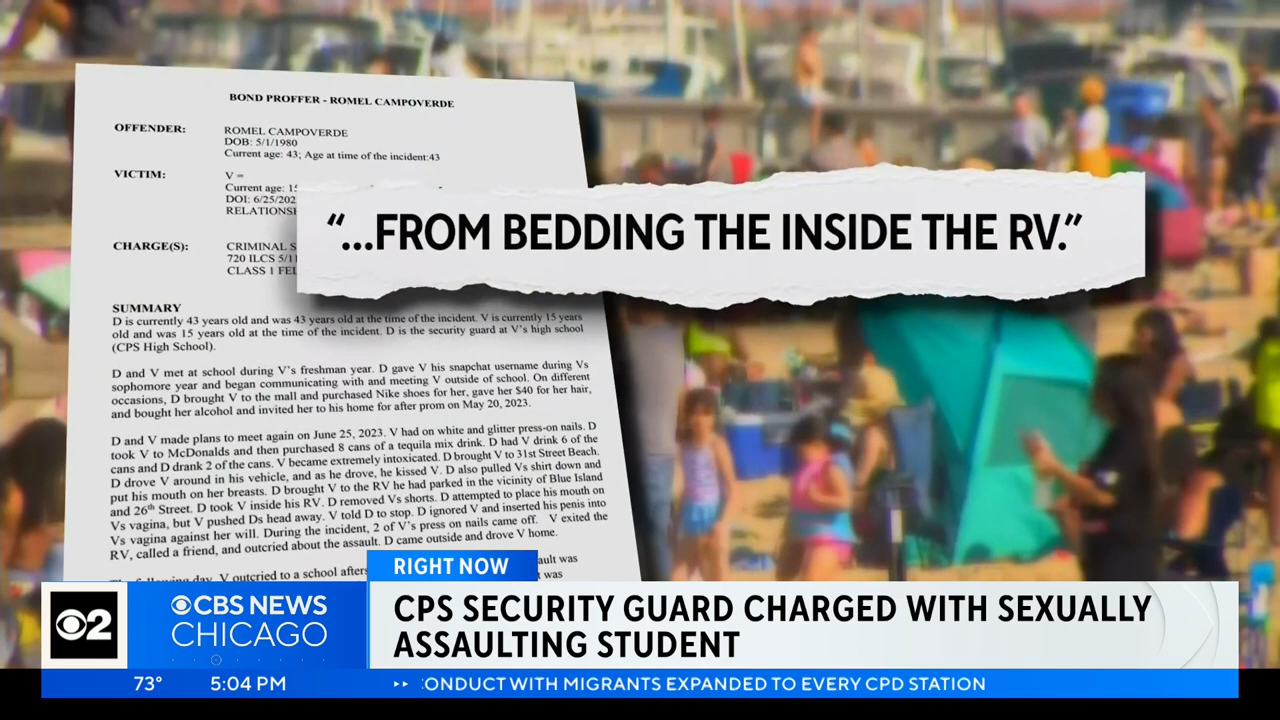 BOND PROFFER - ROMEL CAMPOVERDE
OFFENDER: ROMEL CAMPOVERDE
DOB: 5/1/1980
Current age: 43; Age at time of the incident:43
VICTIM: V =
Current age: 15
DOI: 6/25/202
RELATIONS
"...FROM BEDDING THE INSIDE THE RV."
CHARGE(S): CRIMINAL S
720 ILCS 5/11
CLASS 1 FEL
SUMMARY
D is currently 43 years old and was 43 years old at the time of the incident. V is currently 15 years
old and was 15 years old at the time of the incident. D is the security guard at V's high school
(CPS High School).
D and V met at school during V's freshman year. D gave V his snapchat username during Vs
sophomore year and began communicating with and meeting V outside of school. On different
occasions, D brought V to the mall and purchased Nike shoes for her, gave her $40 for her hair,
and bought her alcohol and invited her to his home for after prom on May 20, 2023.
D and V made plans to meet again on June 25, 2023. V had on white and glitter press-on nails. D
took V to McDonalds and then purchased 8 cans of a tequila mix drink. D had V drink 6 of the
cans and D drank 2 of the cans. V became extremely intoxicated. D brought V to 31st Street Beach.
D drove V around in his vehicle, and as he drove, he kissed V. D also pulled Vs shirt down and
put his mouth on her breasts. D brought V to the RV he had parked in the vicinity of Blue Island
and 26th Street. D took V inside his RV. D removed Vs shorts. D attempted to place his mouth on
Vs vagina, but V pushed Ds head away. V told D to stop. D ignored V and inserted his penis into
Vs vagina against her will. During the incident, 2 of V's press on nails came off. V exited the
RV, called a friend, and outcried about the assault. D came outside and drove V home.
day, V outcried to a school afters
ault was
t was
RIGHT NOW
2
CBS NEWS
CHICAGO
CPS SECURITY GUARD CHARGED WITH SEXUALLY
ASSAULTING STUDENT
73° 5:04 PM ONDUCT WITH MIGRANTS EXPANDED TO EVERY CPD STATION